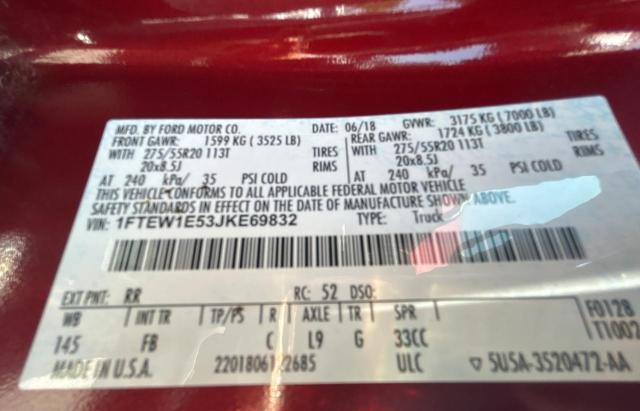 MFD. BY FORD MOTOR CO. DATE: 06/18 GVWR: 3175 KG ( 7000 LB)
FRONT GAWR: 1599 KG ( 3525 LB) REAR GAWR: 1724 KG ( 3800 LB)
WITH 275/55R20 113T TIRES WITH 275/55R20 113T TIRES
20x8.5J RIMS 20x8.5J RIMS
AT 240 kPa/ 35 PSI COLD AT 240 kPa/ 35 PSI COLD
THIS VEHICLE CONFORMS TO ALL APPLICABLE FEDERAL MOTOR VEHICLE
SAFETY STANDARDS IN EFFECT ON THE DATE OF MANUFACTURE SHOWN ABOVE.
VIN: 1FTEW1E53JKE69832 TYPE: Truck
EXT PNT: RR RC: 52 DSO:
WB INT TR TP/PS R AXLE TR SPR F0128
145 FB C L9 G 33CC T1002
MADE IN U.S.A. ULC ▽ 5U5A-3520472-AA